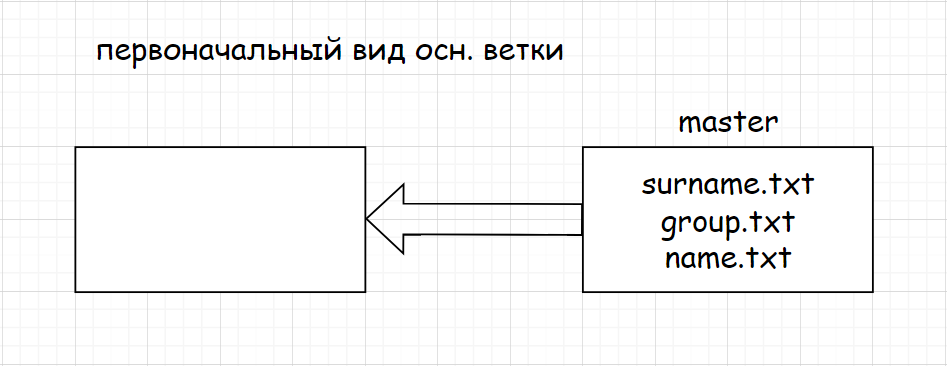 первоначальный вид осн. ветки
master
surname.txt
group.txt
name.txt